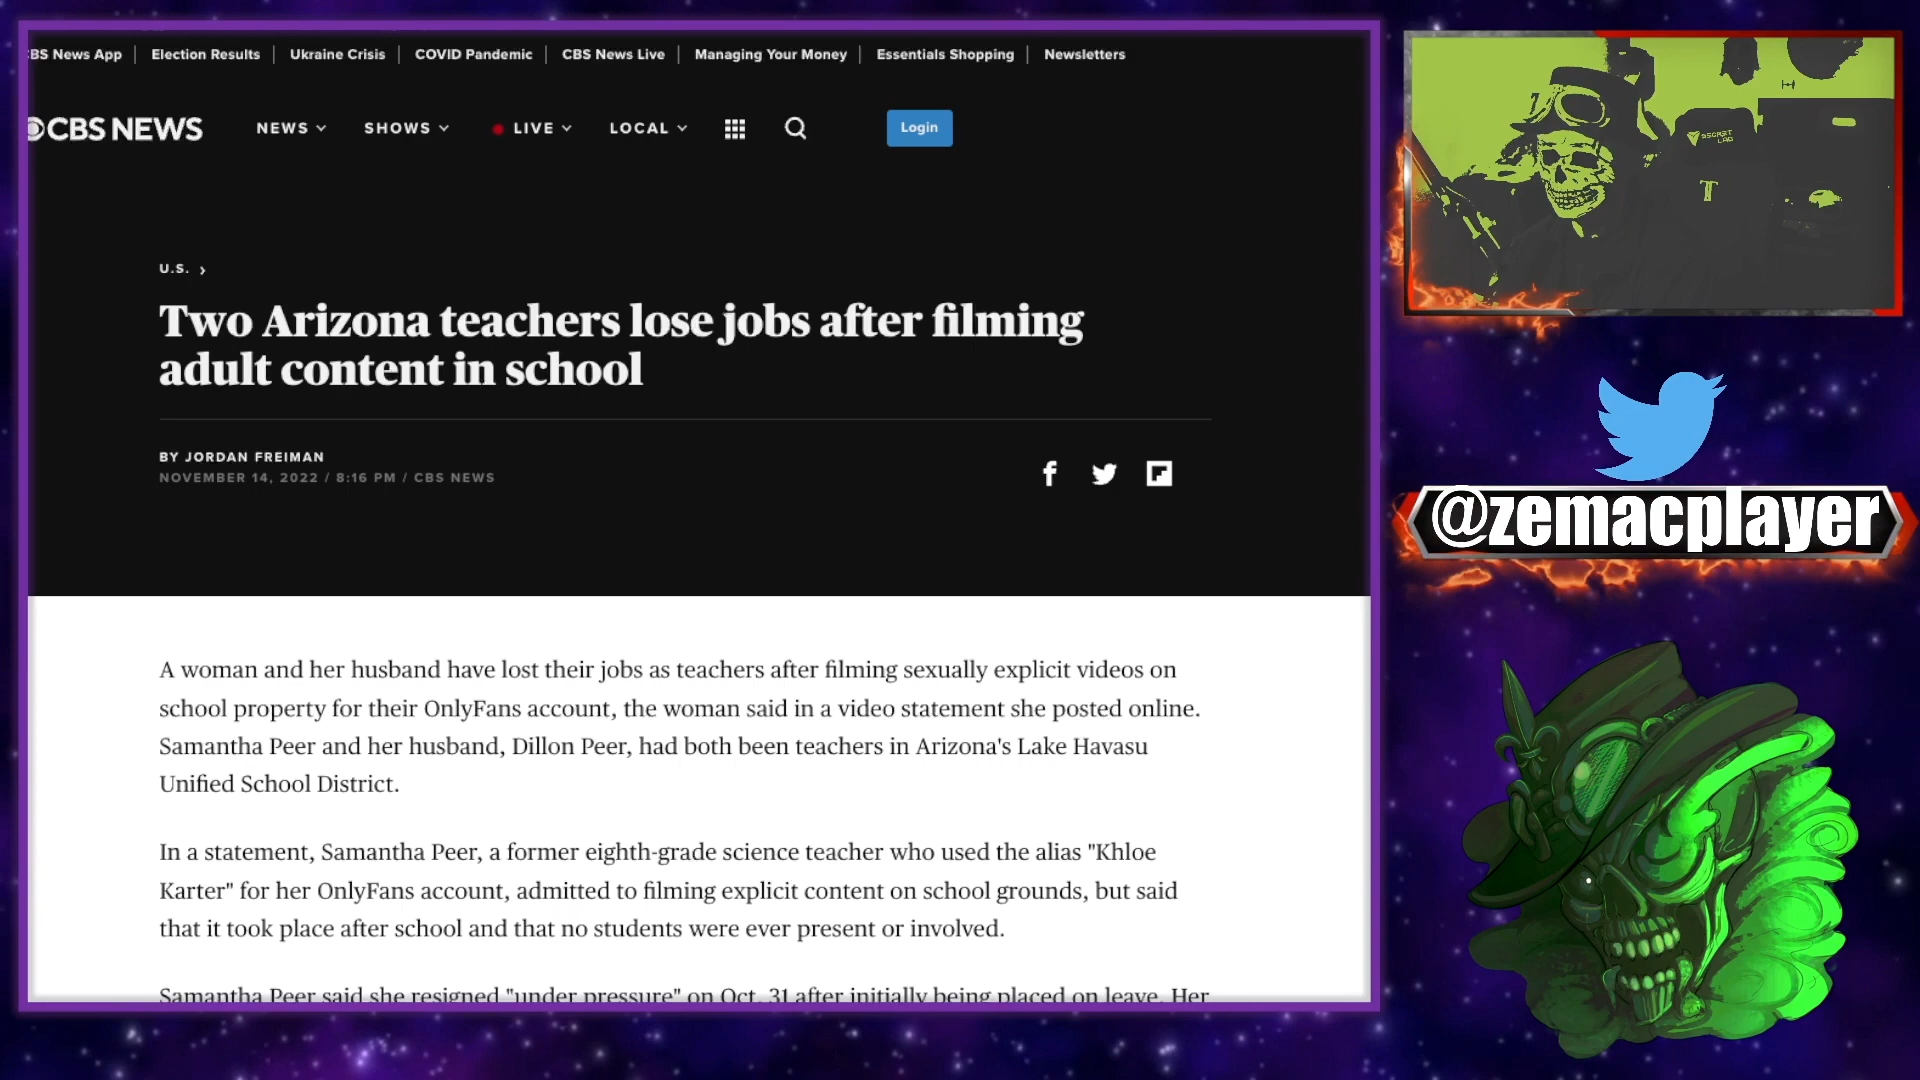 BS News App
Election Results
Ukraine Crisis
COVID Pandemic
CBS News Live
Managing Your Money
Essentials Shopping
Newsletters
CBS NEWS
NEWS
SHOWS
LIVE
LOCAL
Login
U.S.
Two Arizona teachers lose jobs after filming
adult content in school
BY JORDAN FREIMAN
NOVEMBER 14, 2022 / 8:16 PM / CBS NEWS
A woman and her husband have lost their jobs as teachers after filming sexually explicit videos on
school property for their OnlyFans account, the woman said in a video statement she posted online.
Samantha Peer and her husband, Dillon Peer, had both been teachers in Arizona's Lake Havasu
Unified School District.
In a statement, Samantha Peer, a former eighth-grade science teacher who used the alias "Khloe
Karter" for her OnlyFans account, admitted to filming explicit content on school grounds, but said
that it took place after school and that no students were ever present or involved.
Samantha Peer said she resigned "under pressure" on Oct. 31 after initially being placed on leave. Her
@zemacplayer